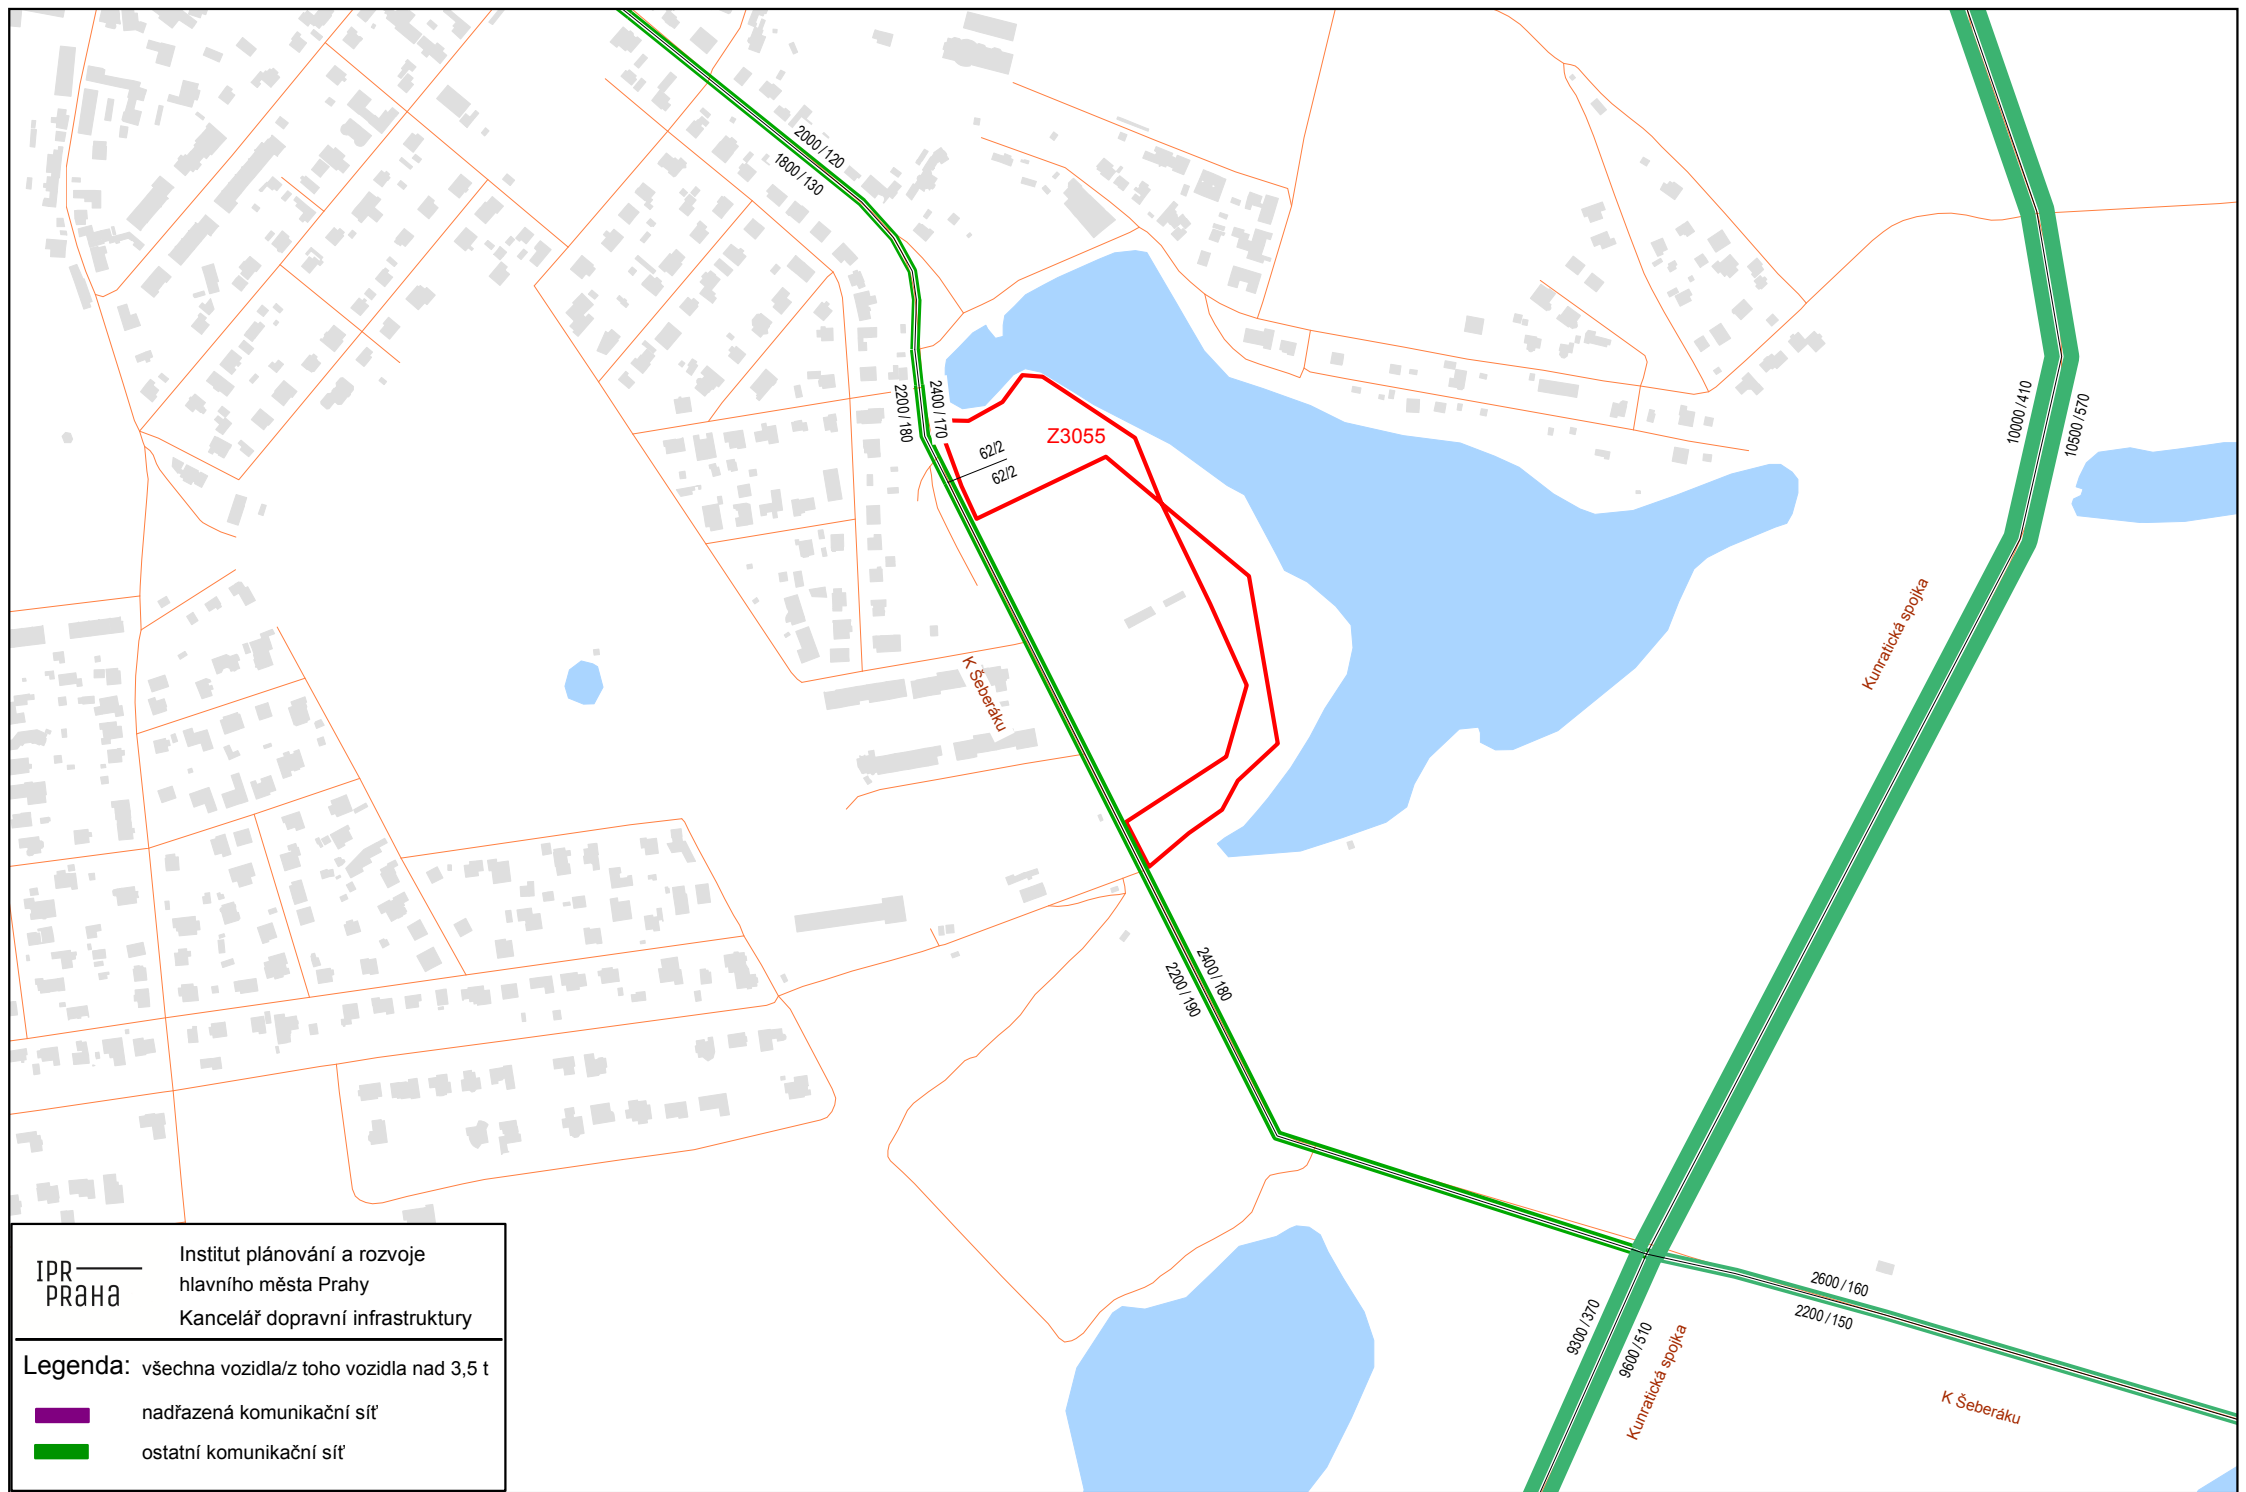 2000 / 120
1800 / 130
2400 / 170
2200 / 180
Z3055
62/2
62/2
10000 / 410
10500 / 570
Kunratická spojka
K Šeberáku
2400 / 180
2200 / 190
2600 / 160
2200 / 150
9300 / 370
9600 / 510
Kunratická spojka
K Šeberáku
IPR
PRAHA
Institut plánování a rozvoje
hlavního města Prahy
Kancelář dopravní infrastruktury
Legenda: všechna vozidla/z toho vozidla nad 3,5 t
nadřazená komunikační síť
ostatní komunikační síť